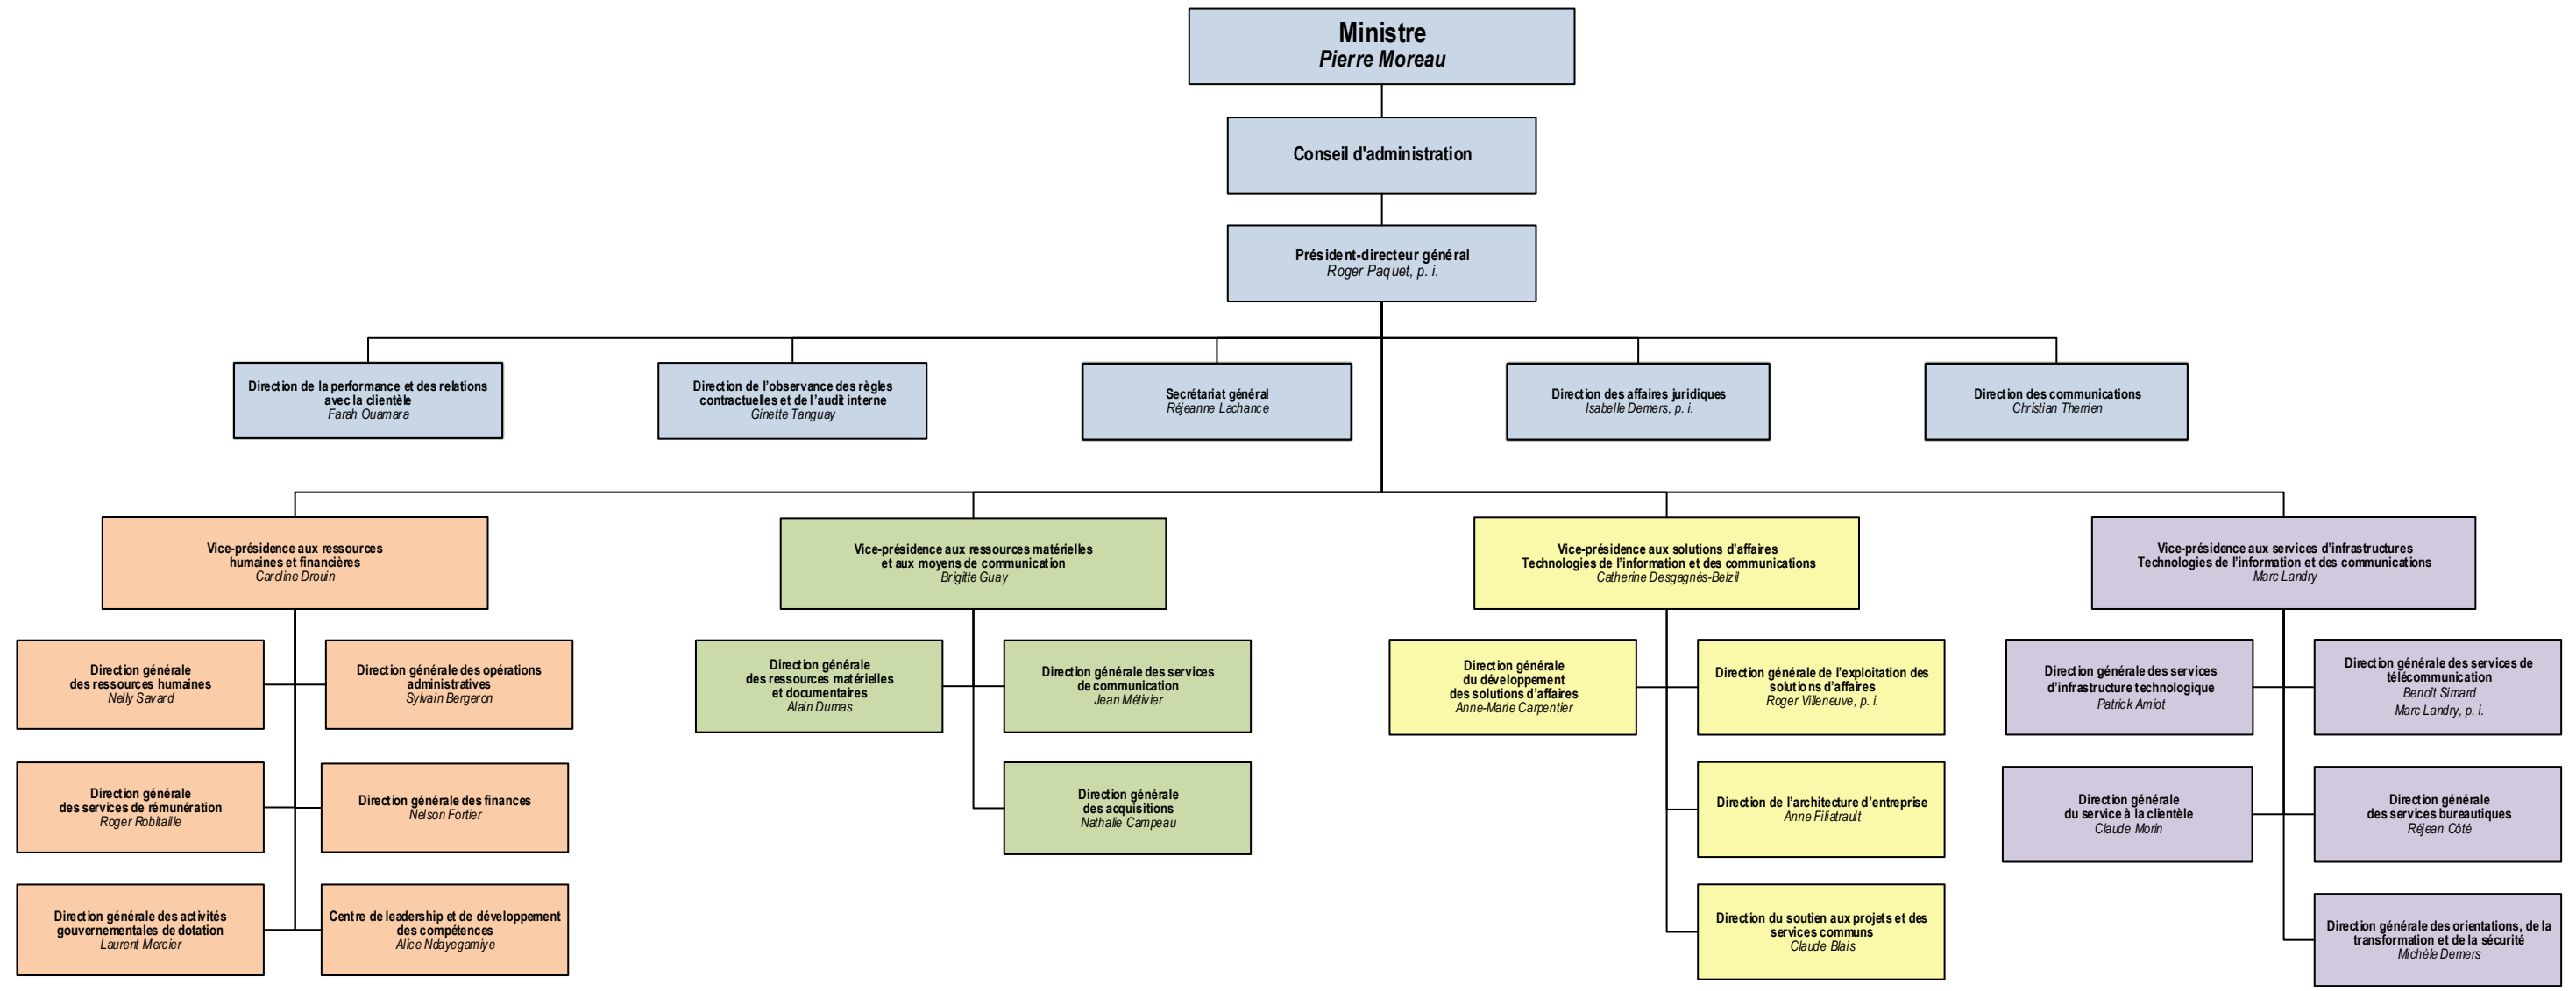 Ministre
Pierre Moreau
Conseil d'administration
Président-directeur général
Roger Paquet, p. i.
Direction de la performance et des relations
avec la clientèle
Farah Ouamara
Direction de l'observance des règles
contractuelles et de l'audit interne
Ginette Tanguay
Secrétariat général
Réjeanne Lachance
Direction des affaires juridiques
Isabelle Demers, p. i.
Direction des communications
Christian Therrien
Vice-présidence aux ressources
humaines et financières
Caroline Drouin
Vice-présidence aux ressources matérielles
et aux moyens de communication
Brigitte Guay
Vice-présidence aux solutions d'affaires
Technologies de l'information et des communications
Catherine Desgagnés-Belzil
Vice-présidence aux services d'infrastructures
Technologies de l'information et des communications
Marc Landry
Direction générale
des ressources humaines
Nelly Savard
Direction générale des opérations
administratives
Sylvain Bergeron
Direction générale
des ressources matérielles
et documentaires
Alain Dumas
Direction générale des services
de communication
Jean Métivier
Direction générale
du développement
des solutions d'affaires
Anne-Marie Carpentier
Direction générale de l'exploitation des
solutions d'affaires
Roger Villeneuve, p. i.
Direction générale des services
d'infrastructure technologique
Patrick Amiot
Direction générale des services de
télécommunication
Benoît Simard
Marc Landry, p. i.
Direction générale
des services de rémunération
Roger Robitaille
Direction générale des finances
Nelson Fortier
Direction générale
des acquisitions
Nathalie Campeau
Direction de l'architecture d'entreprise
Anne Filiatrault
Direction générale
du service à la clientèle
Claude Morin
Direction générale
des services bureautiques
Réjean Côté
Direction générale des activités
gouvernementales de dotation
Laurent Mercier
Centre de leadership et de développement
des compétences
Alice Ndayegamiye
Direction du soutien aux projets et des
services communs
Claude Blais
Direction générale des orientations, de la
transformation et de la sécurité
Michèle Demers